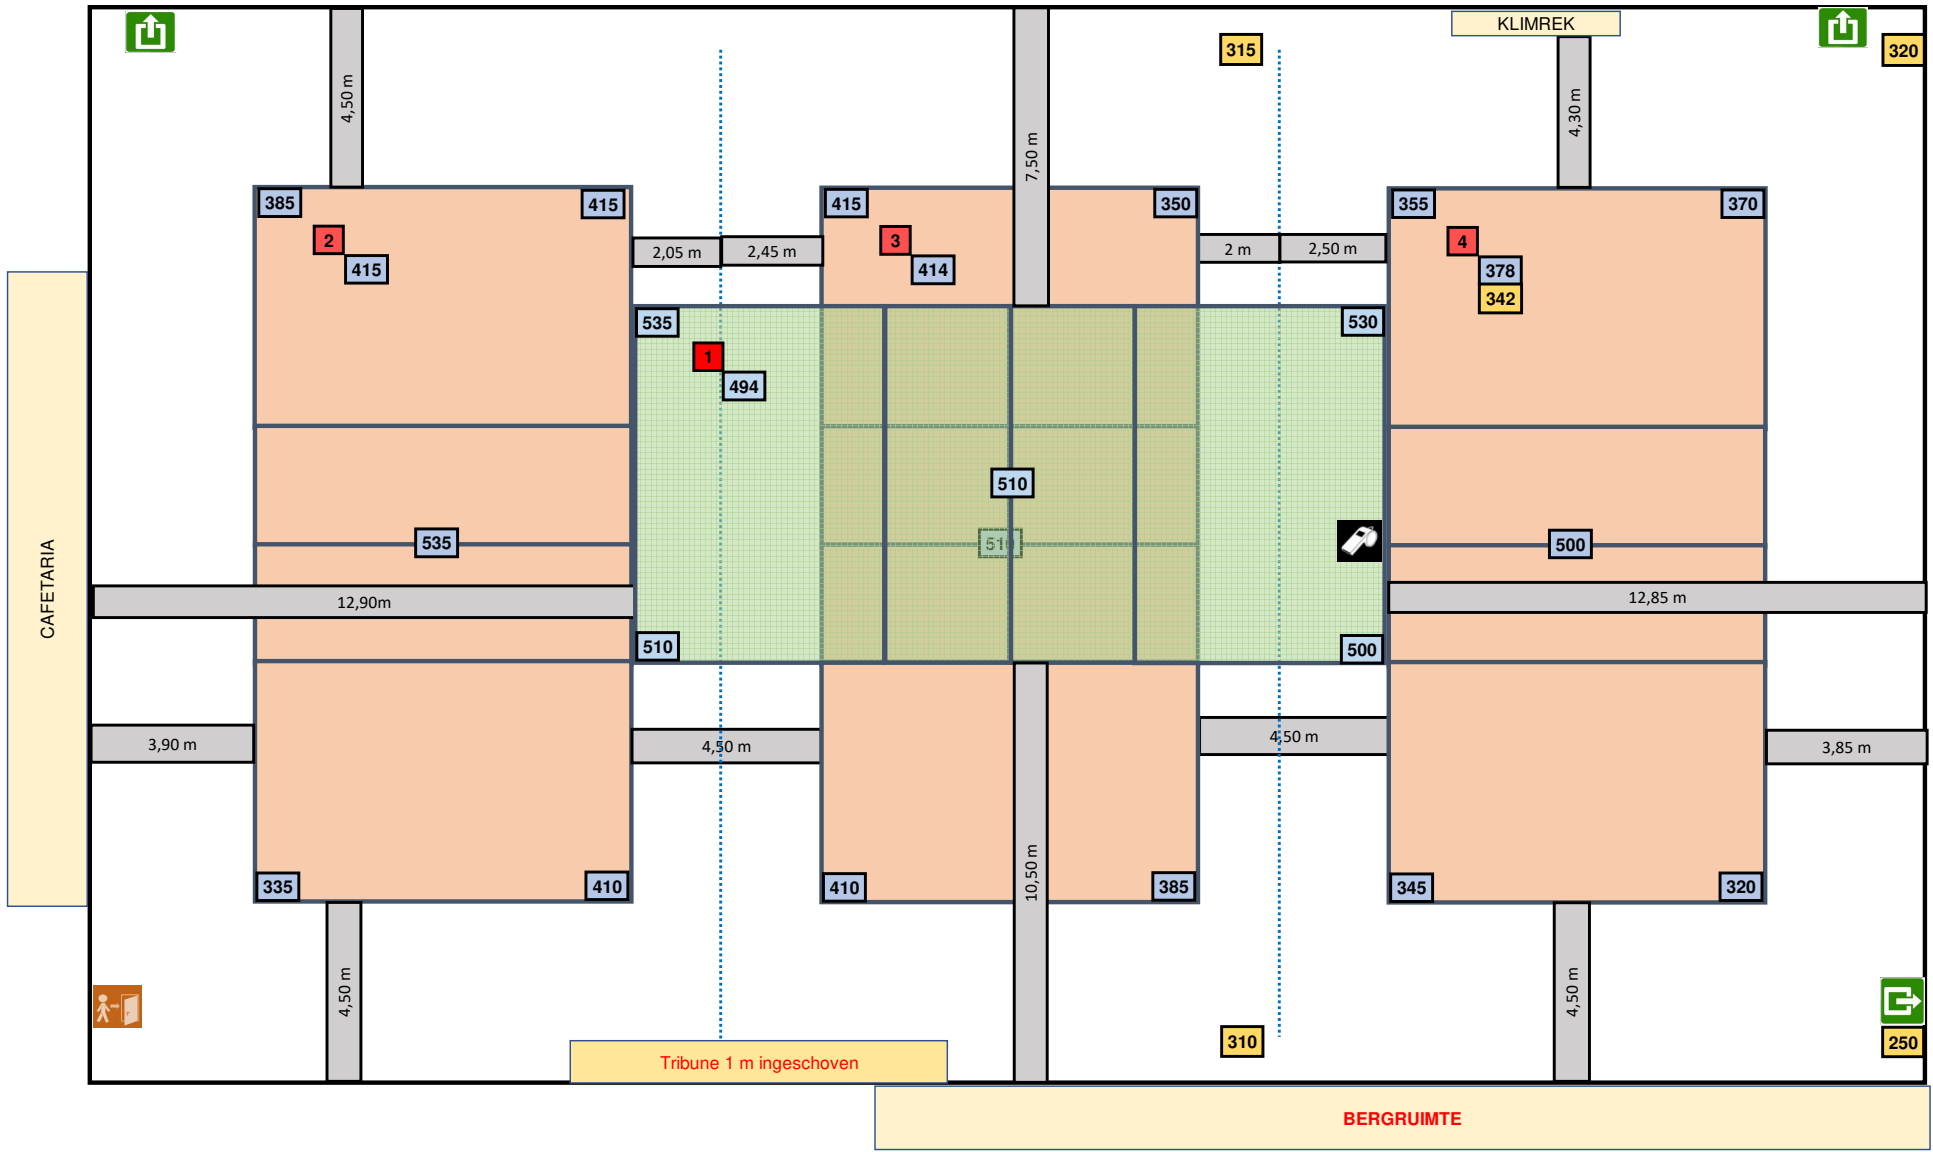 KLIMREK
315
320
4,50 m
7,50 m
4,30 m
385
415
415
350
355
370
2
415
3
414
4
378
342
2,05 m
2,45 m
2 m
2,50 m
535
530
1
494
510
510
535
500
CAFETARIA
12,90m
12,85 m
510
500
3,90 m
4,50 m
4,50 m
3,85 m
335
410
410
385
345
320
4,50 m
10,50 m
4,50 m
310
250
Tribune 1 m ingeschoven
BERGRUIMTE